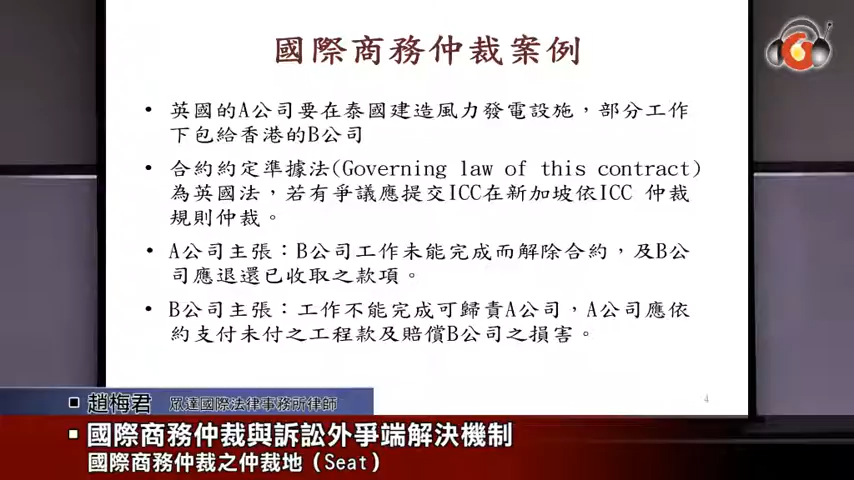 國際商務仲裁案例
• 英國的A公司要在泰國建造風力發電設施，部分工作
下包給香港的B公司
• 合約約定準據法(Governing law of this contract)
為英國法，若有爭議應提交ICC在新加坡依ICC 仲裁
規則仲裁。
• A公司主張：B公司工作未能完成而解除合約，及B公
司應退還已收取之款項。
• B公司主張：工作不能完成可歸責A公司，A公司應依
約支付未付之工程款及賠償B公司之損害。
4
趙梅君 眾達國際法律事務所律師
國際商務仲裁與訴訟外爭端解決機制
國際商務仲裁之仲裁地（Seat）